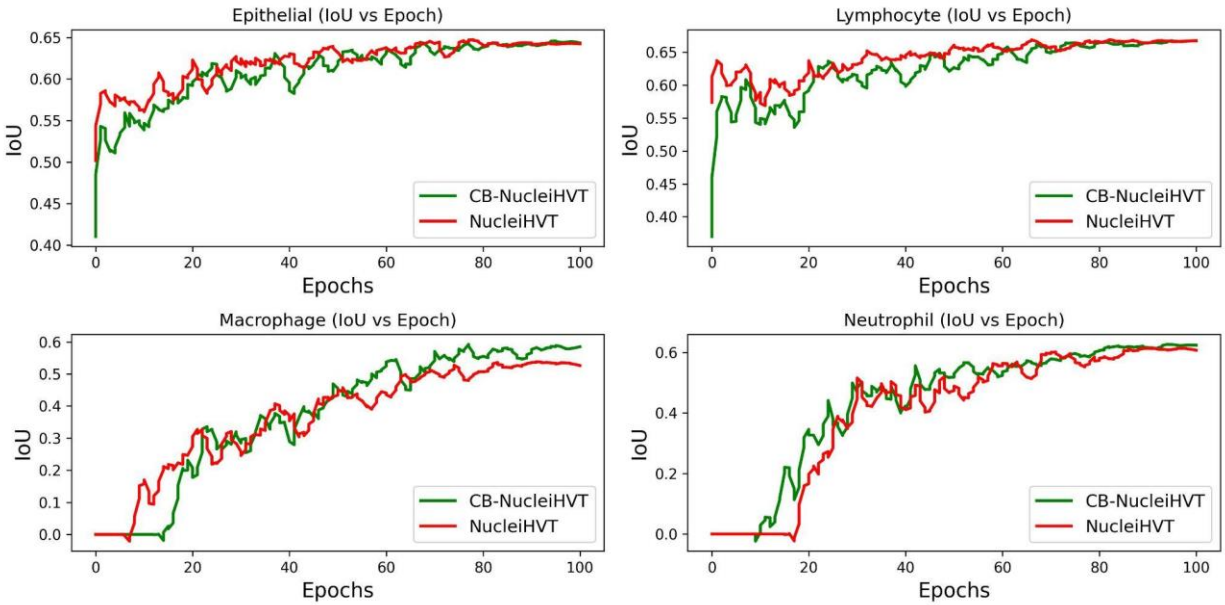 Epithelial (IoU vs Epoch)
0.65
0.60
0.55
0.50
0.45
0.40
IoU
CB-NucleiHVT
NucleiHVT
0 20 40 60 80 100
Epochs
Lymphocyte (IoU vs Epoch)
0.65
0.60
0.55
0.50
0.45
0.40
IoU
CB-NucleiHVT
NucleiHVT
0 20 40 60 80 100
Epochs
Macrophage (IoU vs Epoch)
0.6
0.5
0.4
0.3
0.2
0.1
0.0
IoU
CB-NucleiHVT
NucleiHVT
0 20 40 60 80 100
Epochs
Neutrophil (IoU vs Epoch)
0.6
0.4
0.2
0.0
IoU
CB-NucleiHVT
NucleiHVT
0 20 40 60 80 100
Epochs